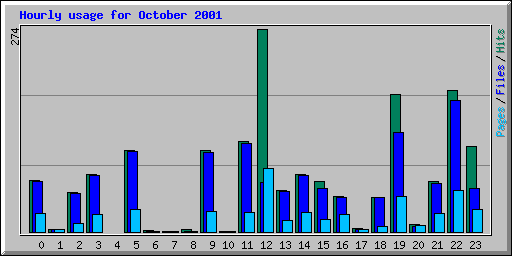 Hourly usage for October 2001
274
Pages/Files/Hits
0 1 2 3 4 5 6 7 8 9 10 11 12 13 14 15 16 17 18 19 20 21 22 23